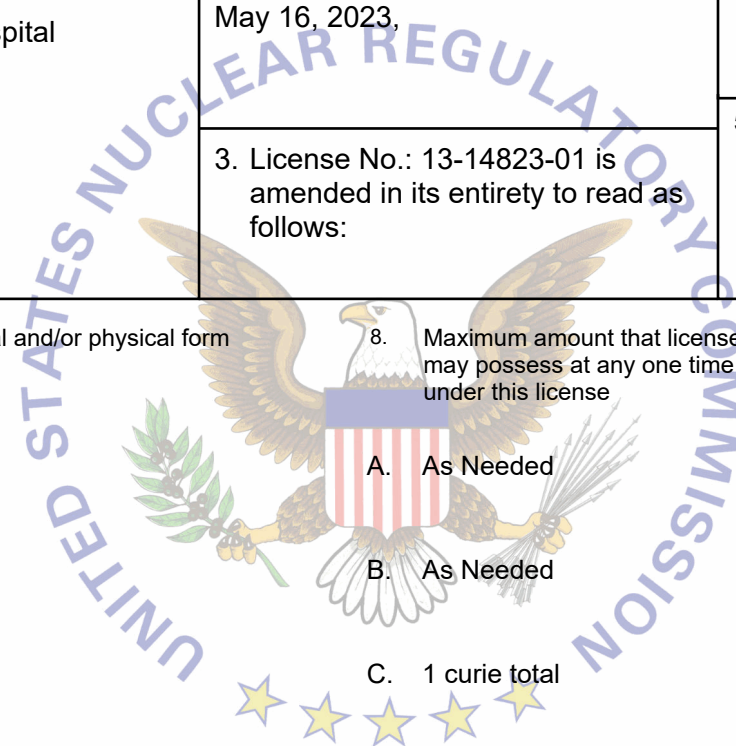 spital
May 16, 2023,
3. License No.: 13-14823-01 is
amended in its entirety to read as
follows:
l and/or physical form
8. Maximum amount that license
may possess at any one time
under this license
A. As Needed
B. As Needed
C. 1 curie total
UNITED STATES NUCLEAR REGULATORY COMMISSION